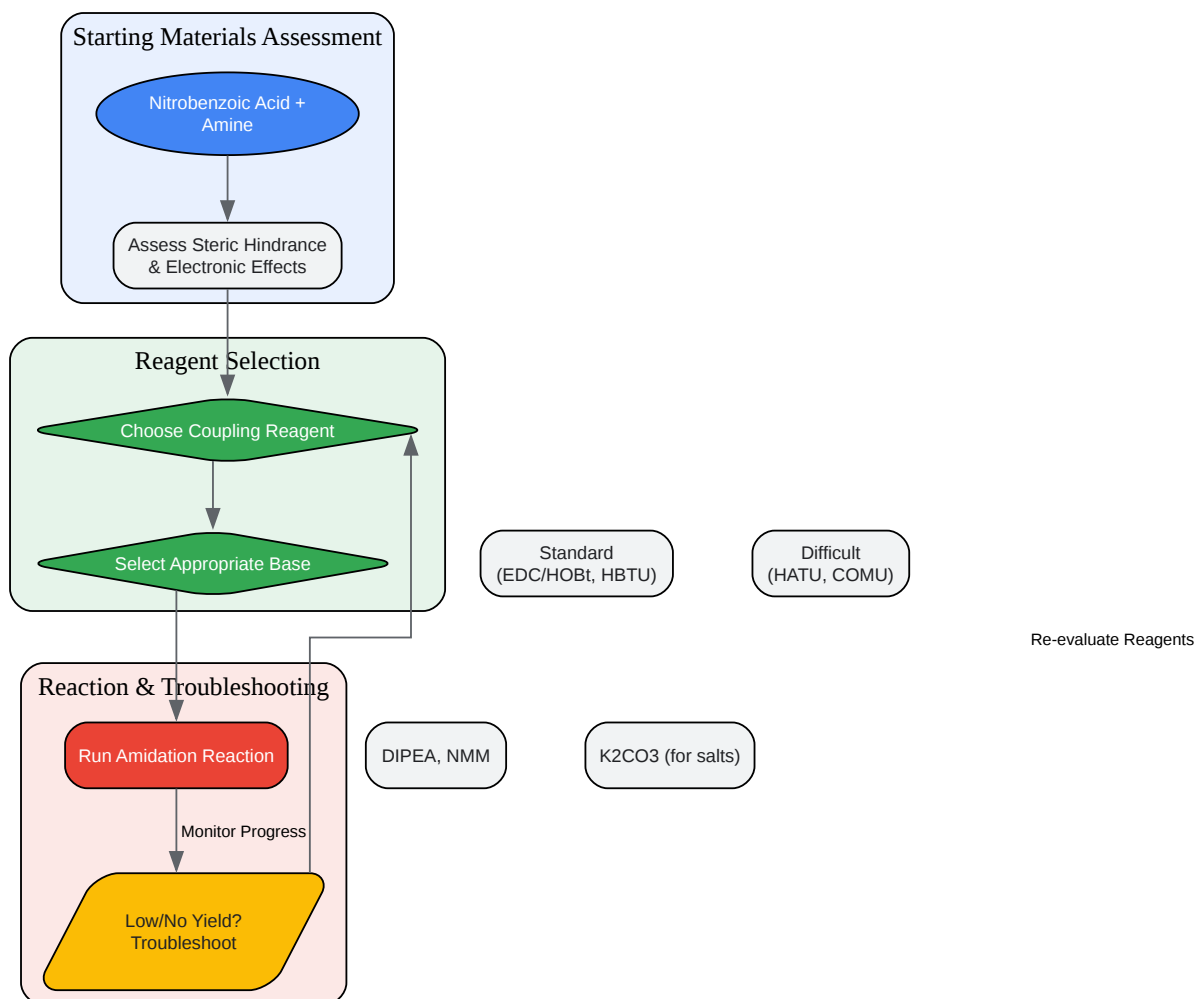 Starting Materials Assessment
Nitrobenzoic Acid +
Amine
Assess Steric Hindrance
& Electronic Effects
Reagent Selection
Choose Coupling Reagent
Select Appropriate Base
Standard
(EDC/HOBt, HBTU)
Difficult
(HATU, COMU)
Re-evaluate Reagents
Reaction & Troubleshooting
Run Amidation Reaction
DIPEA, NMM
K2CO3 (for salts)
Monitor Progress
Low/No Yield?
Troubleshoot